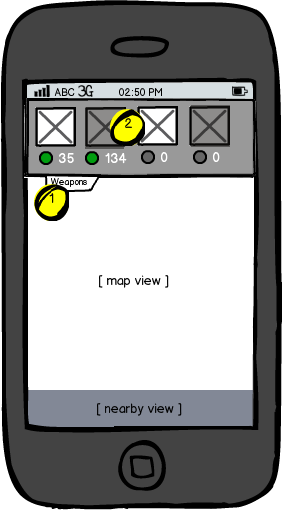 ABC 3G 02:50 PM
2
35 134 0 0
Weapons
1
[ map view ]
[ nearby view ]